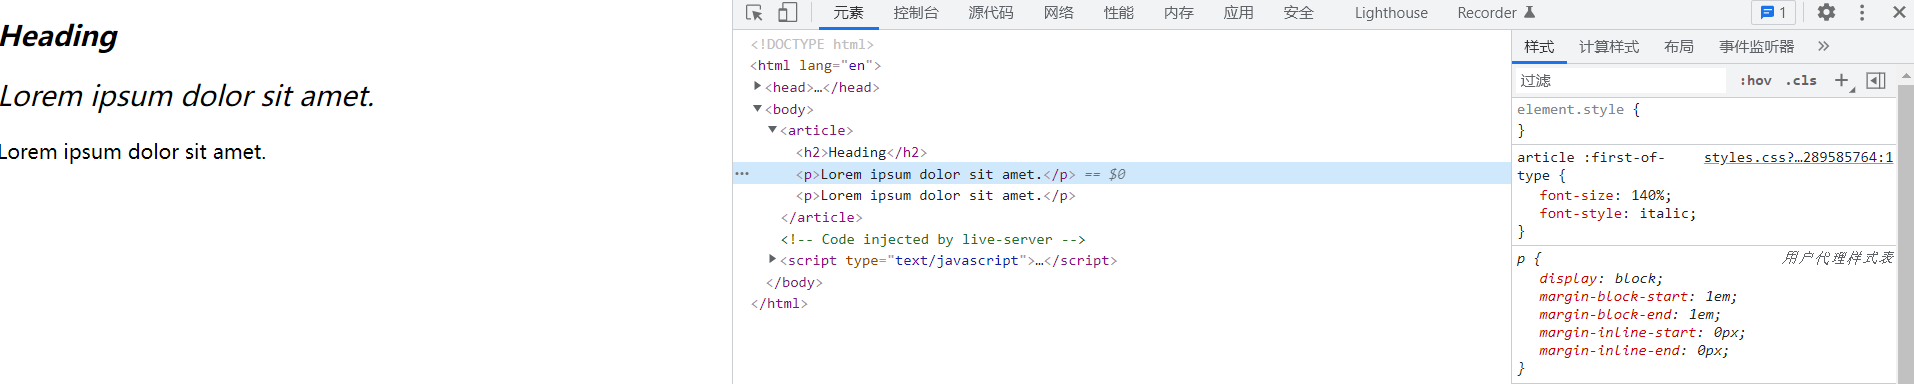 Heading
Lorem ipsum dolor sit amet.
Lorem ipsum dolor sit amet.
元素 控制台 源代码 网络 性能 内存 应用 安全 Lighthouse Recorder 1
<!DOCTYPE html>
<html lang="en">
<head>…</head>
<body>
<article>
<h2>Heading</h2>
<p>Lorem ipsum dolor sit amet.</p> == $0
<p>Lorem ipsum dolor sit amet.</p>
</article>
<!-- Code injected by live-server -->
<script type="text/javascript">…</script>
</body>
</html>
样式 计算样式 布局 事件监听器 »
过滤 :hov .cls +
element.style {
}
article :first-of- styles.css?…289585764:1
type {
font-size: 140%;
font-style: italic;
}
p { 用户代理样式表
display: block;
margin-block-start: 1em;
margin-block-end: 1em;
margin-inline-start: 0px;
margin-inline-end: 0px;
}